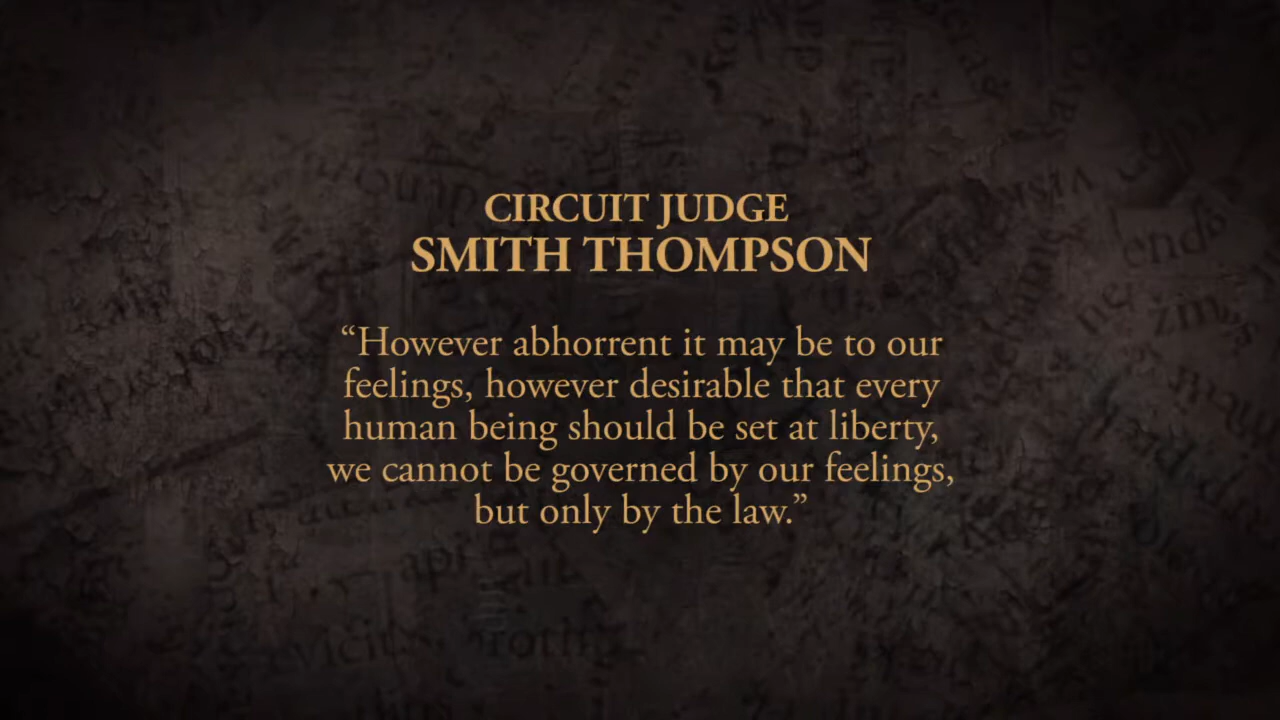 CIRCUIT JUDGE
SMITH THOMPSON
“However abhorrent it may be to our
feelings, however desirable that every
human being should be set at liberty,
we cannot be governed by our feelings,
but only by the law.”